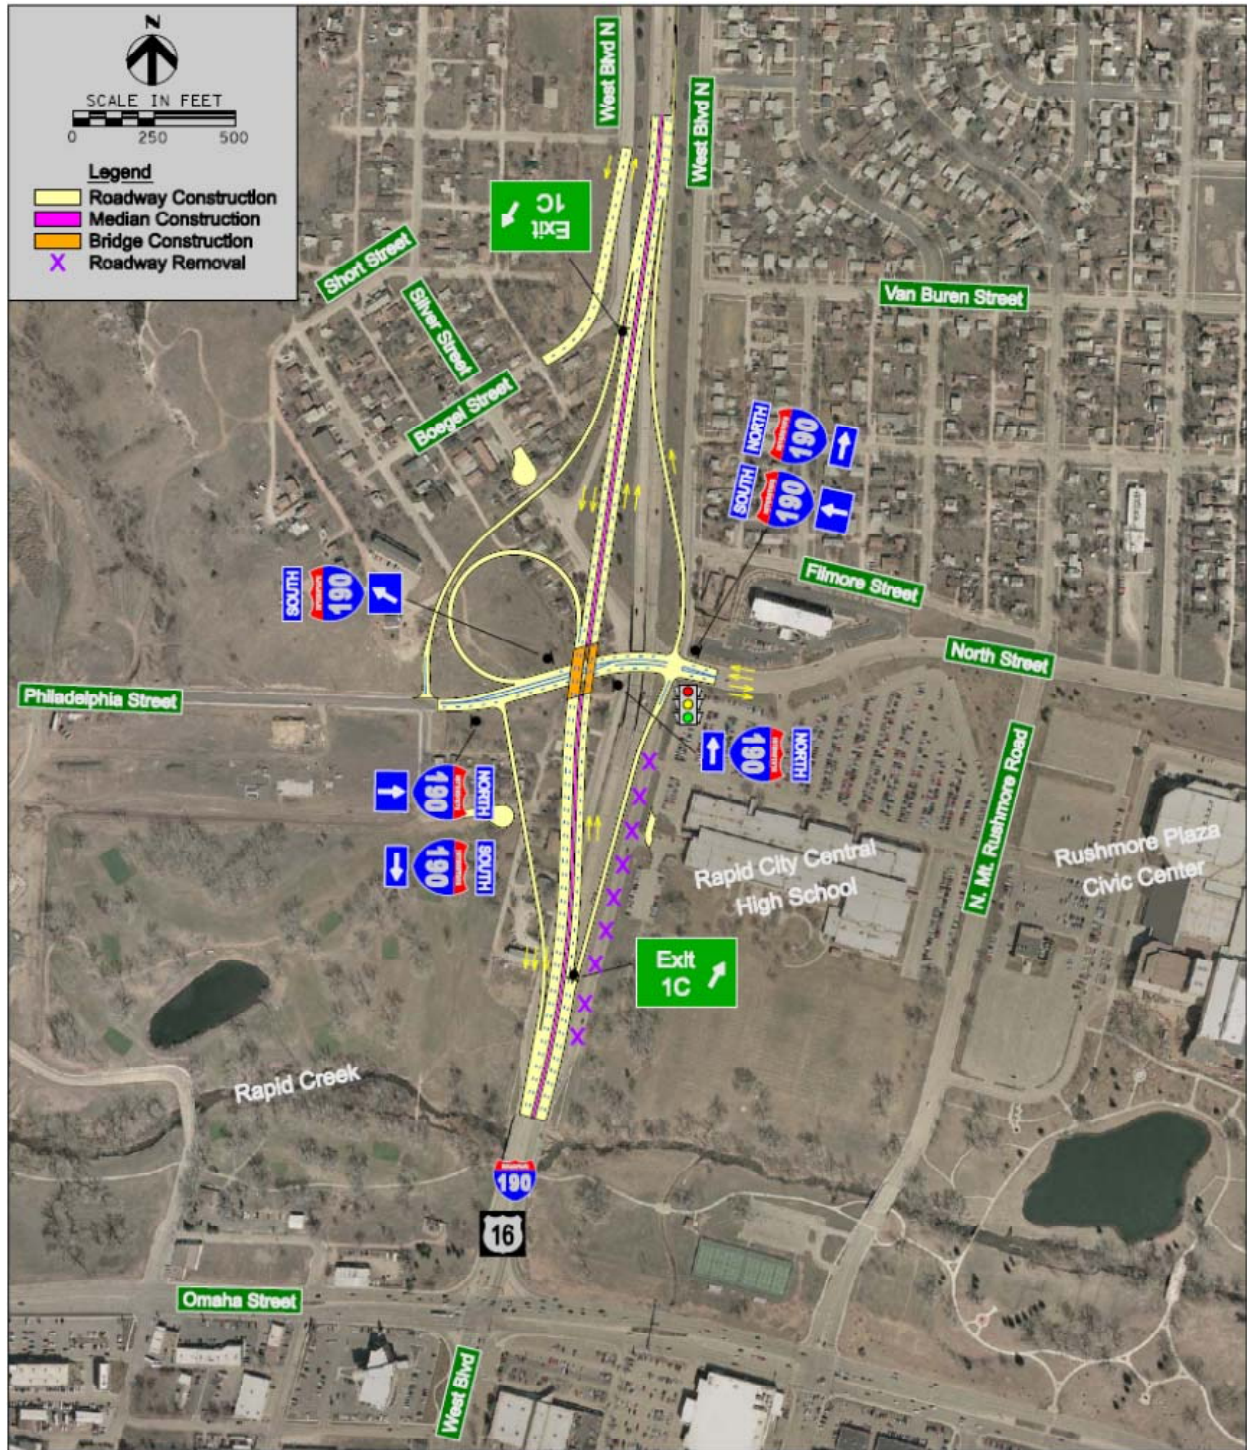 N
SCALE IN FEET
0 250 500
Legend
Roadway Construction
Median Construction
Bridge Construction
X Roadway Removal
West Blvd N
West Blvd N
Exit
1C
Short Street
Silver Street
Boegel Street
Van Buren Street
NORTH
190
SOUTH
190
Filmore Street
North Street
SOUTH
190
Philadelphia Street
NORTH
190
NORTH
190
SOUTH
190
N. Mt. Rushmore Road
Rapid City Central
High School
Rushmore Plaza
Civic Center
Exit
1C
Rapid Creek
190
16
Omaha Street
West Blvd